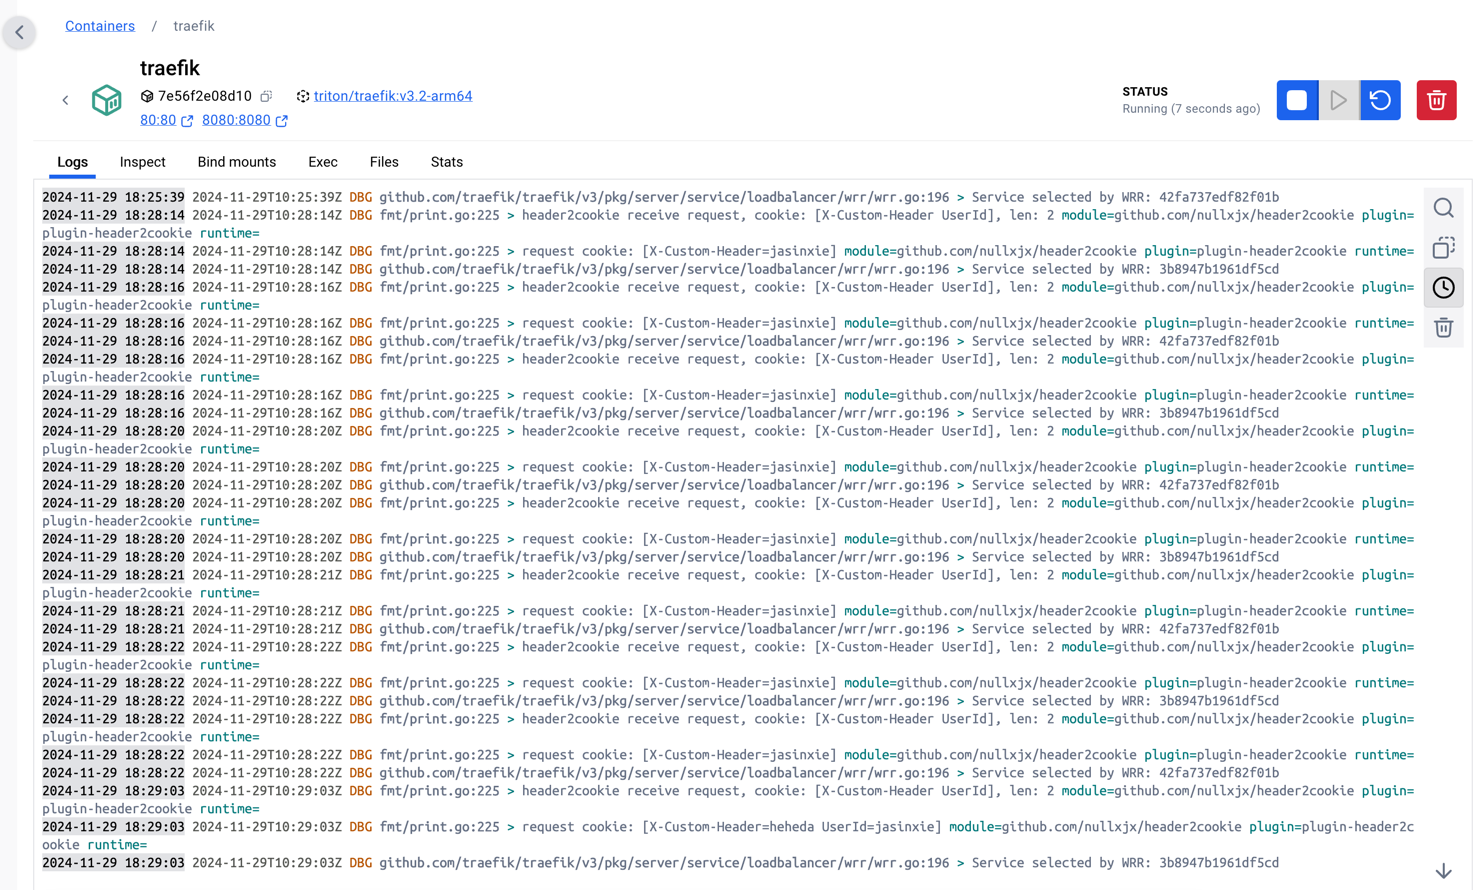 Containers / traefik
traefik
7e56f2e08d10 triton/traefik:v3.2-arm64
80:80 8080:8080
STATUS
Running (7 seconds ago)
Logs Inspect Bind mounts Exec Files Stats
2024-11-29 18:25:39 2024-11-29T10:25:39Z DBG github.com/traefik/traefik/v3/pkg/server/service/loadbalancer/wrr/wrr.go:196 > Service selected by WRR: 42fa737edf82f01b
2024-11-29 18:28:14 2024-11-29T10:28:14Z DBG fmt/print.go:225 > header2cookie receive request, cookie: [X-Custom-Header UserId], len: 2 module=github.com/nullxjx/header2cookie plugin=
plugin-header2cookie runtime=
2024-11-29 18:28:14 2024-11-29T10:28:14Z DBG fmt/print.go:225 > request cookie: [X-Custom-Header=jasinxie] module=github.com/nullxjx/header2cookie plugin=plugin-header2cookie runtime=
2024-11-29 18:28:14 2024-11-29T10:28:14Z DBG github.com/traefik/traefik/v3/pkg/server/service/loadbalancer/wrr/wrr.go:196 > Service selected by WRR: 3b8947b1961df5cd
2024-11-29 18:28:16 2024-11-29T10:28:16Z DBG fmt/print.go:225 > header2cookie receive request, cookie: [X-Custom-Header UserId], len: 2 module=github.com/nullxjx/header2cookie plugin=
plugin-header2cookie runtime=
2024-11-29 18:28:16 2024-11-29T10:28:16Z DBG fmt/print.go:225 > request cookie: [X-Custom-Header=jasinxie] module=github.com/nullxjx/header2cookie plugin=plugin-header2cookie runtime=
2024-11-29 18:28:16 2024-11-29T10:28:16Z DBG github.com/traefik/traefik/v3/pkg/server/service/loadbalancer/wrr/wrr.go:196 > Service selected by WRR: 42fa737edf82f01b
2024-11-29 18:28:16 2024-11-29T10:28:16Z DBG fmt/print.go:225 > header2cookie receive request, cookie: [X-Custom-Header UserId], len: 2 module=github.com/nullxjx/header2cookie plugin=
plugin-header2cookie runtime=
2024-11-29 18:28:16 2024-11-29T10:28:16Z DBG fmt/print.go:225 > request cookie: [X-Custom-Header=jasinxie] module=github.com/nullxjx/header2cookie plugin=plugin-header2cookie runtime=
2024-11-29 18:28:16 2024-11-29T10:28:16Z DBG github.com/traefik/traefik/v3/pkg/server/service/loadbalancer/wrr/wrr.go:196 > Service selected by WRR: 3b8947b1961df5cd
2024-11-29 18:28:20 2024-11-29T10:28:20Z DBG fmt/print.go:225 > header2cookie receive request, cookie: [X-Custom-Header UserId], len: 2 module=github.com/nullxjx/header2cookie plugin=
plugin-header2cookie runtime=
2024-11-29 18:28:20 2024-11-29T10:28:20Z DBG fmt/print.go:225 > request cookie: [X-Custom-Header=jasinxie] module=github.com/nullxjx/header2cookie plugin=plugin-header2cookie runtime=
2024-11-29 18:28:20 2024-11-29T10:28:20Z DBG github.com/traefik/traefik/v3/pkg/server/service/loadbalancer/wrr/wrr.go:196 > Service selected by WRR: 42fa737edf82f01b
2024-11-29 18:28:20 2024-11-29T10:28:20Z DBG fmt/print.go:225 > header2cookie receive request, cookie: [X-Custom-Header UserId], len: 2 module=github.com/nullxjx/header2cookie plugin=
plugin-header2cookie runtime=
2024-11-29 18:28:20 2024-11-29T10:28:20Z DBG fmt/print.go:225 > request cookie: [X-Custom-Header=jasinxie] module=github.com/nullxjx/header2cookie plugin=plugin-header2cookie runtime=
2024-11-29 18:28:20 2024-11-29T10:28:20Z DBG github.com/traefik/traefik/v3/pkg/server/service/loadbalancer/wrr/wrr.go:196 > Service selected by WRR: 3b8947b1961df5cd
2024-11-29 18:28:21 2024-11-29T10:28:21Z DBG fmt/print.go:225 > header2cookie receive request, cookie: [X-Custom-Header UserId], len: 2 module=github.com/nullxjx/header2cookie plugin=
plugin-header2cookie runtime=
2024-11-29 18:28:21 2024-11-29T10:28:21Z DBG fmt/print.go:225 > request cookie: [X-Custom-Header=jasinxie] module=github.com/nullxjx/header2cookie plugin=plugin-header2cookie runtime=
2024-11-29 18:28:21 2024-11-29T10:28:21Z DBG github.com/traefik/traefik/v3/pkg/server/service/loadbalancer/wrr/wrr.go:196 > Service selected by WRR: 42fa737edf82f01b
2024-11-29 18:28:22 2024-11-29T10:28:22Z DBG fmt/print.go:225 > header2cookie receive request, cookie: [X-Custom-Header UserId], len: 2 module=github.com/nullxjx/header2cookie plugin=
plugin-header2cookie runtime=
2024-11-29 18:28:22 2024-11-29T10:28:22Z DBG fmt/print.go:225 > request cookie: [X-Custom-Header=jasinxie] module=github.com/nullxjx/header2cookie plugin=plugin-header2cookie runtime=
2024-11-29 18:28:22 2024-11-29T10:28:22Z DBG github.com/traefik/traefik/v3/pkg/server/service/loadbalancer/wrr/wrr.go:196 > Service selected by WRR: 3b8947b1961df5cd
2024-11-29 18:28:22 2024-11-29T10:28:22Z DBG fmt/print.go:225 > header2cookie receive request, cookie: [X-Custom-Header UserId], len: 2 module=github.com/nullxjx/header2cookie plugin=
plugin-header2cookie runtime=
2024-11-29 18:28:22 2024-11-29T10:28:22Z DBG fmt/print.go:225 > request cookie: [X-Custom-Header=jasinxie] module=github.com/nullxjx/header2cookie plugin=plugin-header2cookie runtime=
2024-11-29 18:28:22 2024-11-29T10:28:22Z DBG github.com/traefik/traefik/v3/pkg/server/service/loadbalancer/wrr/wrr.go:196 > Service selected by WRR: 42fa737edf82f01b
2024-11-29 18:29:03 2024-11-29T10:29:03Z DBG fmt/print.go:225 > header2cookie receive request, cookie: [X-Custom-Header UserId], len: 2 module=github.com/nullxjx/header2cookie plugin=
plugin-header2cookie runtime=
2024-11-29 18:29:03 2024-11-29T10:29:03Z DBG fmt/print.go:225 > request cookie: [X-Custom-Header=heheda UserId=jasinxie] module=github.com/nullxjx/header2cookie plugin=plugin-header2c
ookie runtime=
2024-11-29 18:29:03 2024-11-29T10:29:03Z DBG github.com/traefik/traefik/v3/pkg/server/service/loadbalancer/wrr/wrr.go:196 > Service selected by WRR: 3b8947b1961df5cd